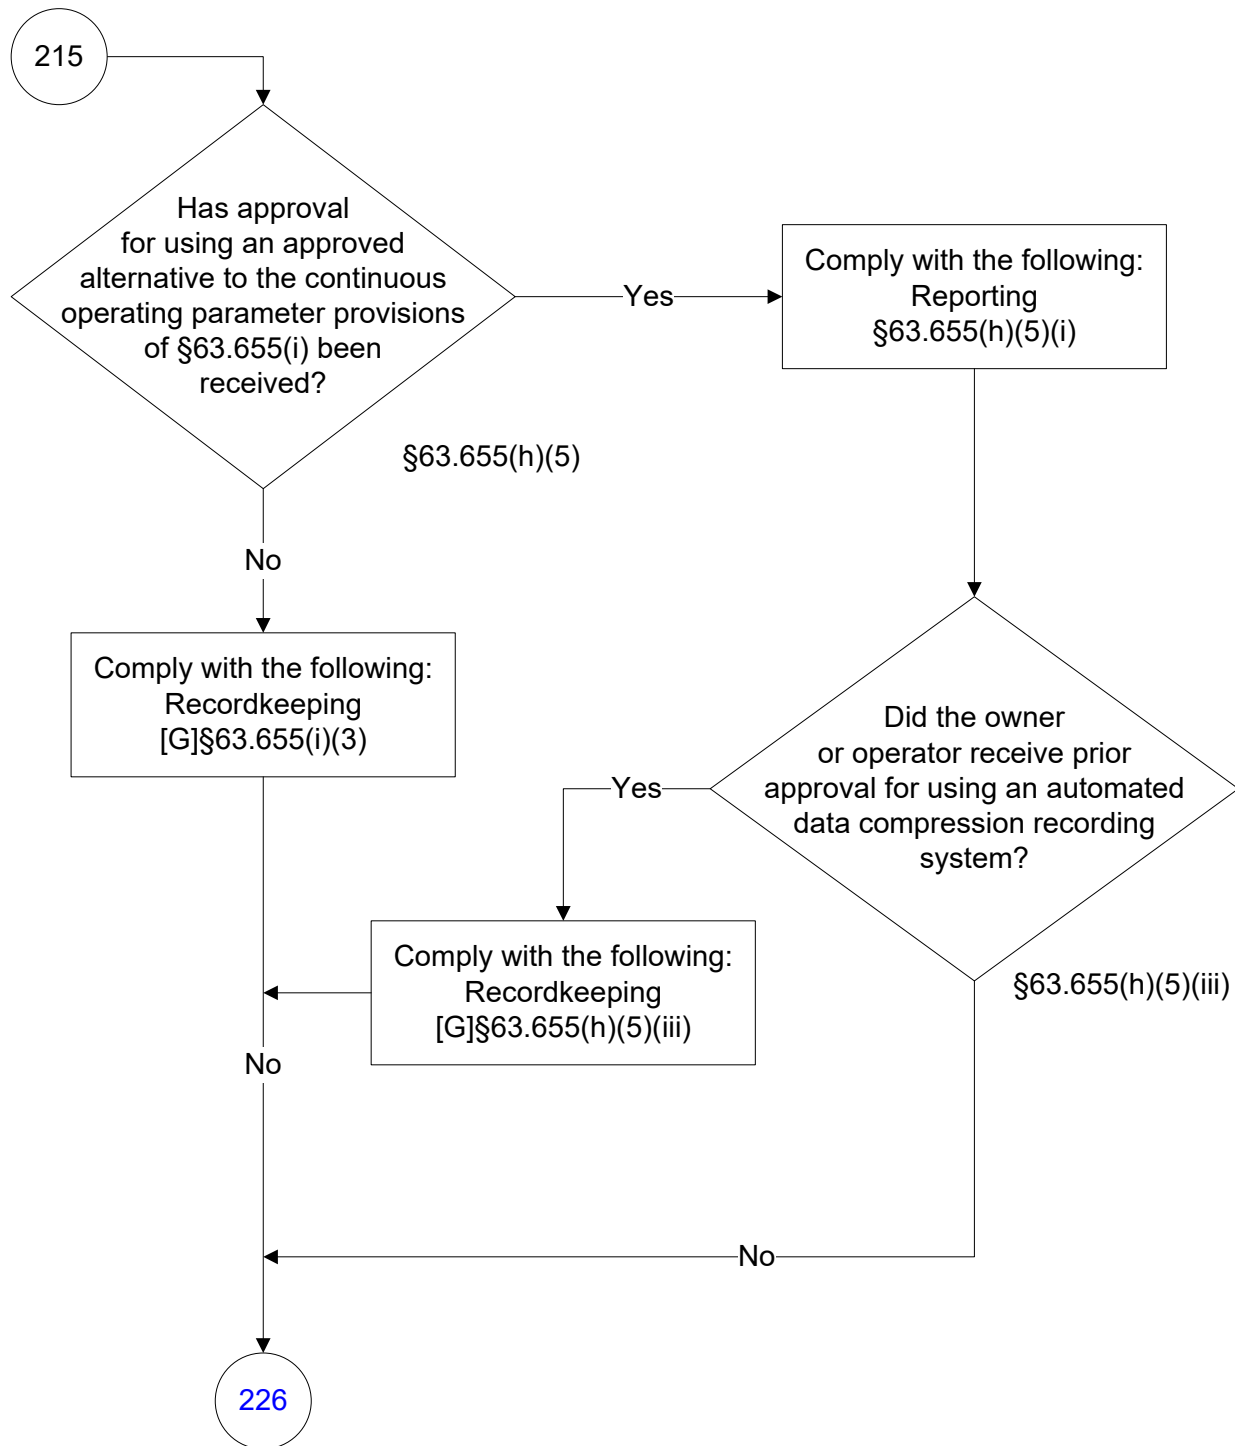 215
Has approval
for using an approved
alternative to the continuous
operating parameter provisions
of §63.655(i) been
received?
§63.655(h)(5)
Yes
Comply with the following:
Reporting
§63.655(h)(5)(i)
No
Comply with the following:
Recordkeeping
[G]§63.655(i)(3)
Did the owner
or operator receive prior
approval for using an automated
data compression recording
system?
§63.655(h)(5)(iii)
Yes
Comply with the following:
Recordkeeping
[G]§63.655(h)(5)(iii)
No
No
226